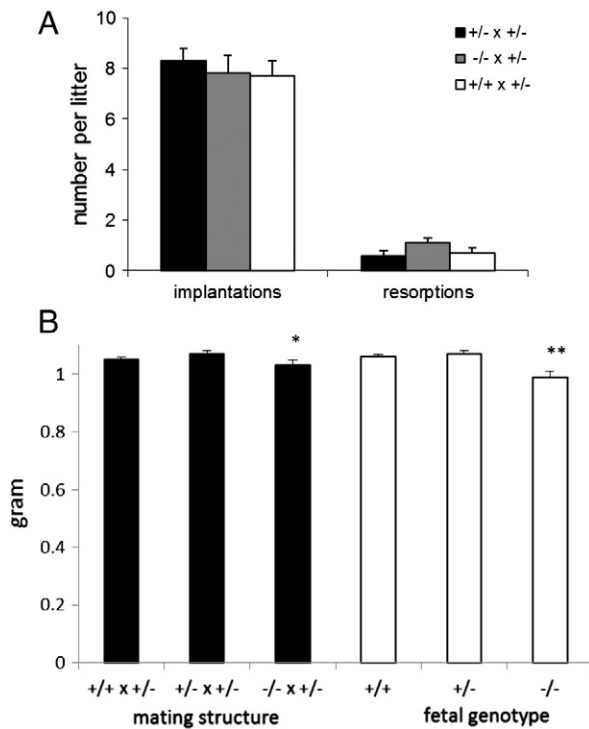 A
number per litter
10
8
6
4
2
0
+/- x +/-
-/- x +/-
+/+ x +/-
implantations resorptions
B
gram
1
0.8
0.6
0.4
0.2
0
* **
+/+ x +/- +/- x +/- -/- x +/- +/+ +/- -/-
mating structure fetal genotype